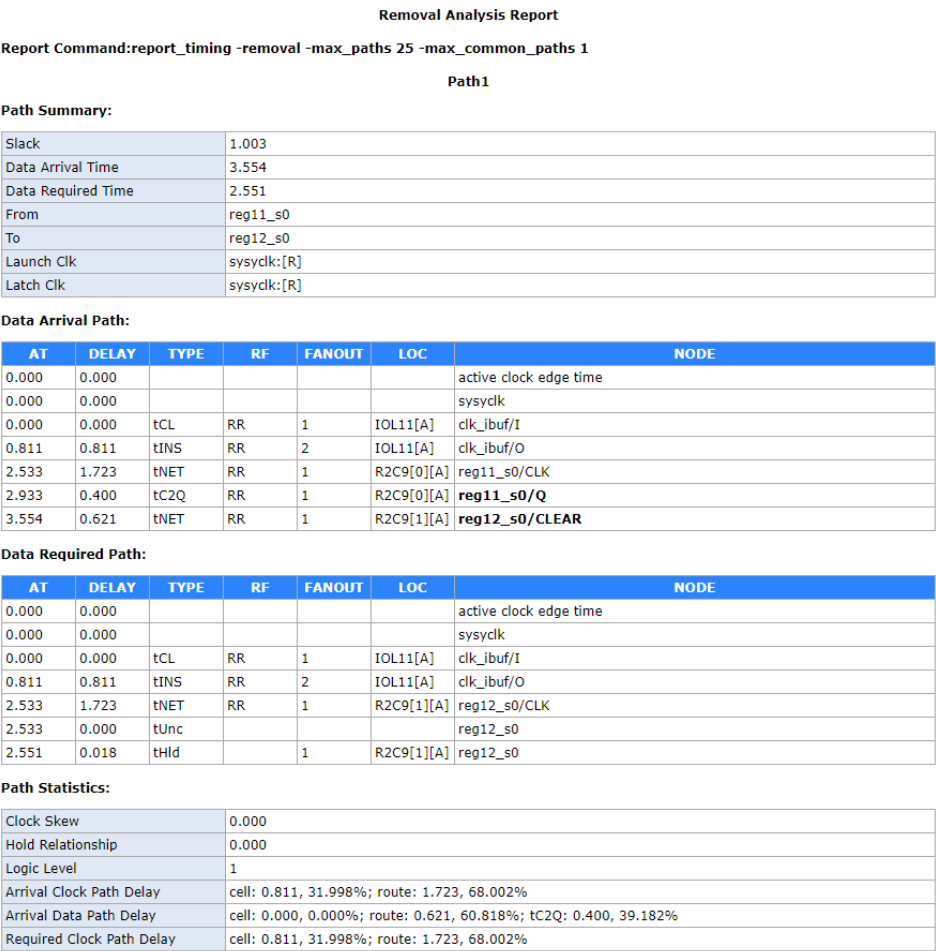 Removal Analysis Report
Report Command:report_timing -removal -max_paths 25 -max_common_paths 1
Path1
Path Summary:
Slack 1.003
Data Arrival Time 3.554
Data Required Time 2.551
From reg11_s0
To reg12_s0
Launch Clk sysyclk:[R]
Latch Clk sysyclk:[R]
Data Arrival Path:
AT DELAY TYPE RF FANOUT LOC NODE
0.000 0.000 active clock edge time
0.000 0.000 sysyclk
0.000 0.000 tCL RR 1 IOL11[A] clk_ibuf/I
0.811 0.811 tINS RR 2 IOL11[A] clk_ibuf/O
2.533 1.723 tNET RR 1 R2C9[0][A] reg11_s0/CLK
2.933 0.400 tC2Q RR 1 R2C9[0][A] reg11_s0/Q
3.554 0.621 tNET RR 1 R2C9[1][A] reg12_s0/CLEAR
Data Required Path:
AT DELAY TYPE RF FANOUT LOC NODE
0.000 0.000 active clock edge time
0.000 0.000 sysyclk
0.000 0.000 tCL RR 1 IOL11[A] clk_ibuf/I
0.811 0.811 tINS RR 2 IOL11[A] clk_ibuf/O
2.533 1.723 tNET RR 1 R2C9[1][A] reg12_s0/CLK
2.533 0.000 tUnc reg12_s0
2.551 0.018 tHld 1 R2C9[1][A] reg12_s0
Path Statistics:
Clock Skew 0.000
Hold Relationship 0.000
Logic Level 1
Arrival Clock Path Delay cell: 0.811, 31.998%; route: 1.723, 68.002%
Arrival Data Path Delay cell: 0.000, 0.000%; route: 0.621, 60.818%; tC2Q: 0.400, 39.182%
Required Clock Path Delay cell: 0.811, 31.998%; route: 1.723, 68.002%